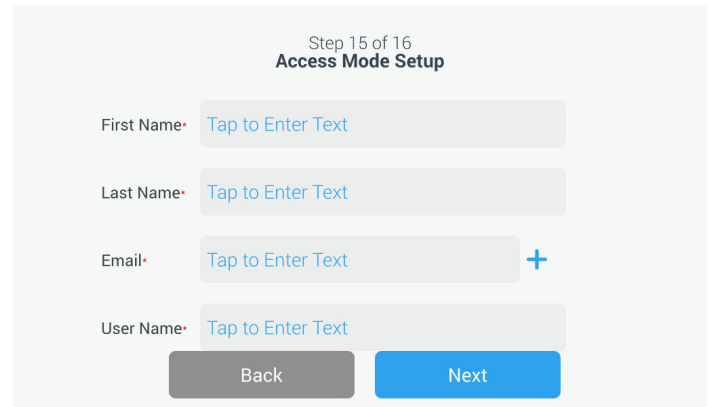 Step 15 of 16
Access Mode Setup
First Name* Tap to Enter Text
Last Name* Tap to Enter Text
Email* Tap to Enter Text +
User Name* Tap to Enter Text
Back Next